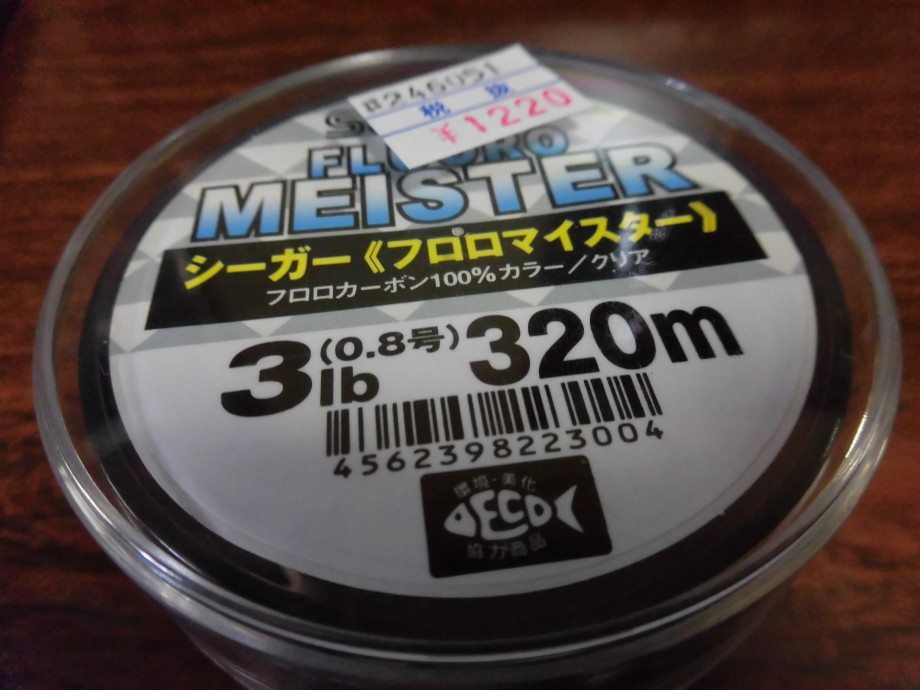 #246051
税抜
¥1220
FLUORO
MEISTER
シーガー《フロロマイスター》
フロロカーボン100%カラー/クリア
3lb (0.8号) 320m
4562398223004
環境・美化
DECO
協力商品